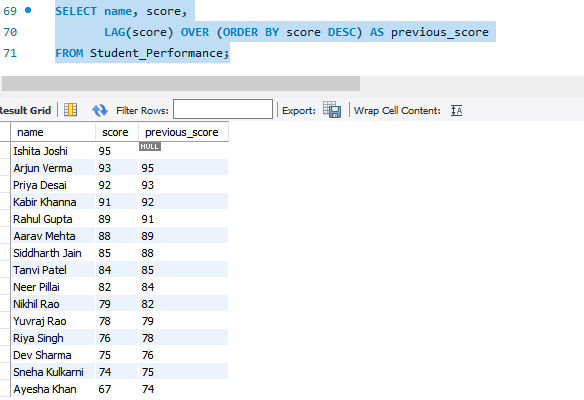 69 SELECT name, score,
70 LAG(score) OVER (ORDER BY score DESC) AS previous_score
71 FROM Student_Performance;
Result Grid Filter Rows: Export: Wrap Cell Content: IA
name score previous_score
Ishita Joshi 95 NULL
Arjun Verma 93 95
Priya Desai 92 93
Kabir Khanna 91 92
Rahul Gupta 89 91
Aarav Mehta 88 89
Siddharth Jain 85 88
Tanvi Patel 84 85
Neer Pillai 82 84
Nikhil Rao 79 82
Yuvraj Rao 78 79
Riya Singh 76 78
Dev Sharma 75 76
Sneha Kulkarni 74 75
Ayesha Khan 67 74